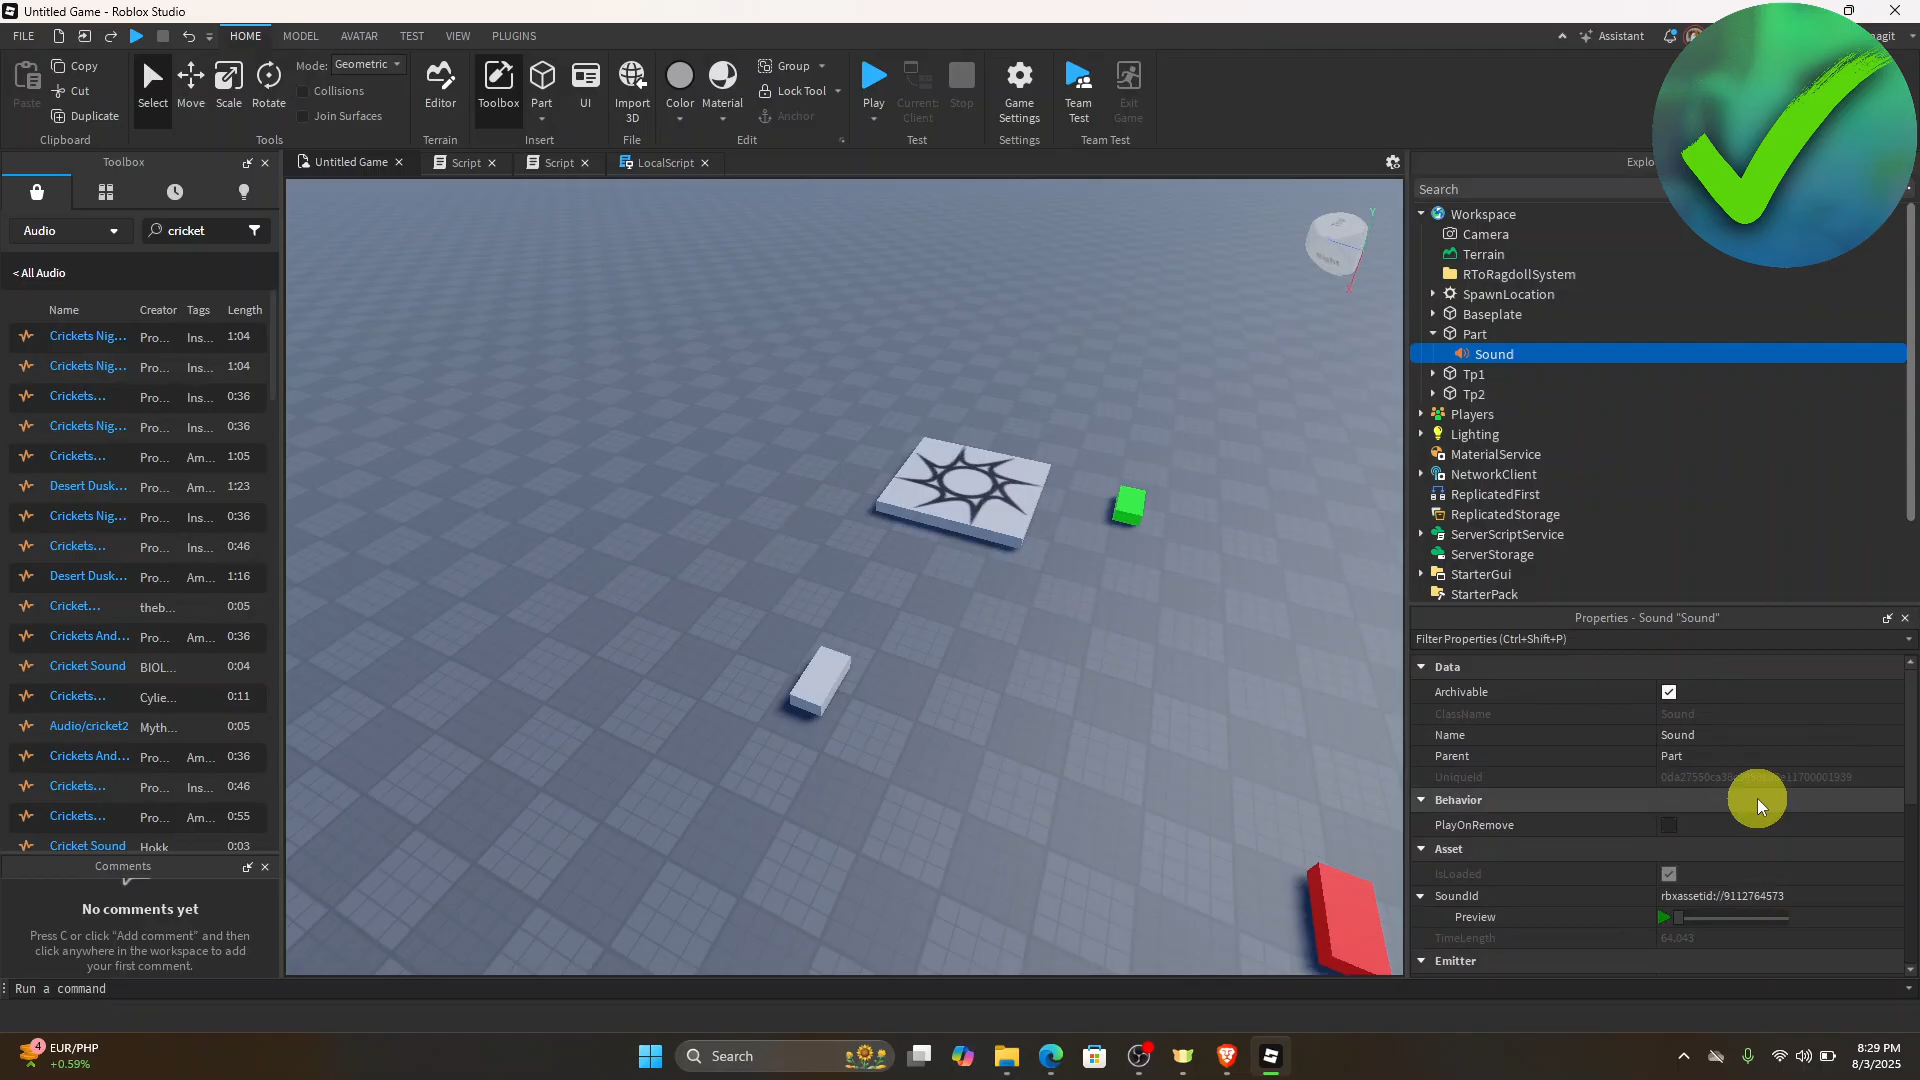 Untitled Game - Roblox Studio
FILE HOME MODEL AVATAR TEST VIEW PLUGINS Assistant
Paste Copy Cut Duplicate
Clipboard
Select Move Scale Rotate
Mode: Geometric
Collisions
Join Surfaces
Tools
Editor
Terrain
Toolbox Part UI
Insert
Import 3D
File
Color Material
Group
Lock Tool
Anchor
Edit
Play Current: Client Stop
Test
Game Settings
Settings
Team Test Exit Game
Team Test
Toolbox
Audio cricket
< All Audio
Name Creator Tags Length
Crickets Nig... Pro... Ins... 1:04
Crickets Nig... Pro... Ins... 1:04
Crickets... Pro... Ins... 0:36
Crickets Nig... Pro... Ins... 0:36
Crickets... Pro... Am... 1:05
Desert Dusk... Pro... Am... 1:23
Crickets Nig... Pro... Ins... 0:36
Crickets... Pro... Ins... 0:46
Desert Dusk... Pro... Am... 1:16
Cricket... theb... 0:05
Crickets And... Pro... Am... 0:36
Cricket Sound BIOL... 0:04
Crickets... Cylie... 0:11
Audio/cricket2 Myth... 0:05
Crickets And... Pro... Am... 0:36
Crickets... Pro... Ins... 0:46
Crickets... Pro... Am... 0:55
Cricket Sound Hokk 0:03
Comments
No comments yet
Press C or click “Add comment” and then
click anywhere in the workspace to add
your first comment.
Untitled Game Script Script LocalScript
Right
Y
X
Search
Workspace
Camera
Terrain
RToRagdollSystem
SpawnLocation
Baseplate
Part
Sound
Tp1
Tp2
Players
Lighting
MaterialService
NetworkClient
ReplicatedFirst
ReplicatedStorage
ServerScriptService
ServerStorage
StarterGui
StarterPack
Properties - Sound "Sound"
Filter Properties (Ctrl+Shift+P)
Data
Archivable
ClassName Sound
Name Sound
Parent Part
UniqueId
Behavior
PlayOnRemove
Asset
IsLoaded
SoundId rbxassetid://9112764573
Preview
TimeLength 64.043
Emitter
Run a command
4
EUR/PHP
+0.59%
Search
8:29 PM
8/3/2025